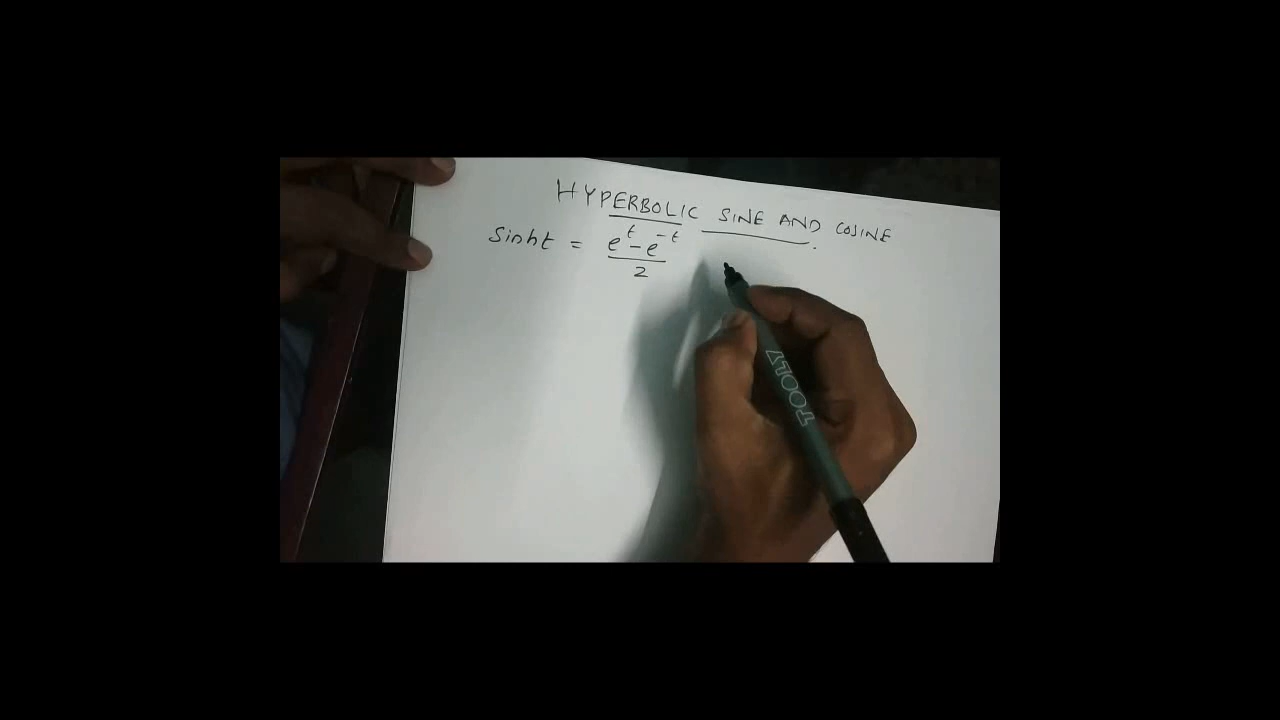 HYPERBOLIC SINE AND COSINE.
Sinht = e^t - e^-t / 2
TOOLY